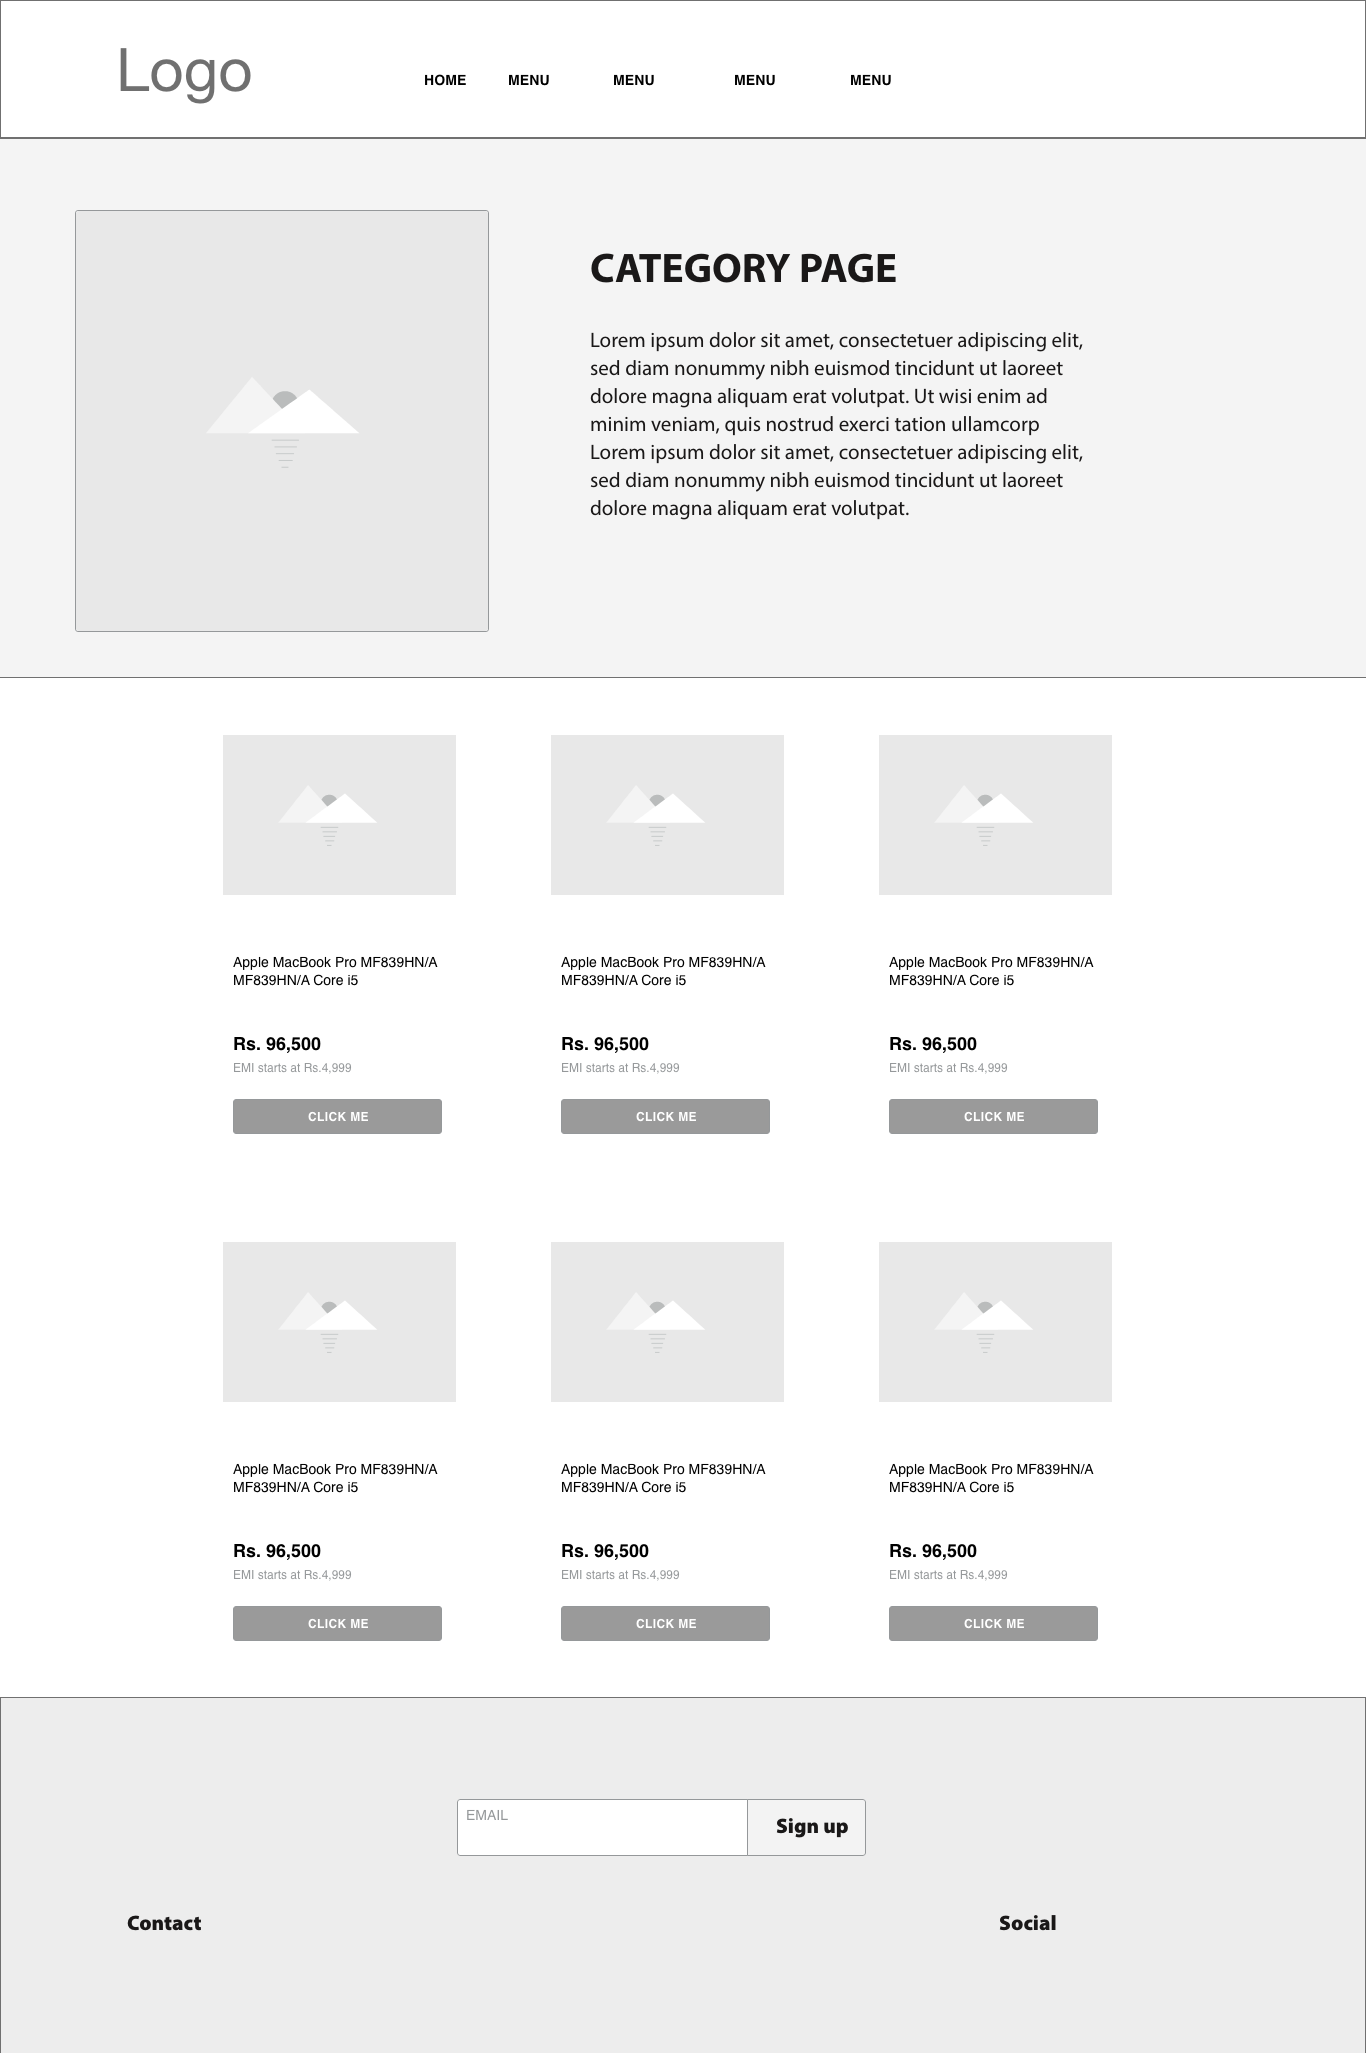 Logo
HOME MENU MENU MENU MENU
CATEGORY PAGE
Lorem ipsum dolor sit amet, consectetuer adipiscing elit,
sed diam nonummy nibh euismod tincidunt ut laoreet
dolore magna aliquam erat volutpat. Ut wisi enim ad
minim veniam, quis nostrud exerci tation ullamcorp
Lorem ipsum dolor sit amet, consectetuer adipiscing elit,
sed diam nonummy nibh euismod tincidunt ut laoreet
dolore magna aliquam erat volutpat.
Apple MacBook Pro MF839HN/A
MF839HN/A Core i5
Rs. 96,500
EMI starts at Rs.4,999
CLICK ME
Apple MacBook Pro MF839HN/A
MF839HN/A Core i5
Rs. 96,500
EMI starts at Rs.4,999
CLICK ME
Apple MacBook Pro MF839HN/A
MF839HN/A Core i5
Rs. 96,500
EMI starts at Rs.4,999
CLICK ME
Apple MacBook Pro MF839HN/A
MF839HN/A Core i5
Rs. 96,500
EMI starts at Rs.4,999
CLICK ME
Apple MacBook Pro MF839HN/A
MF839HN/A Core i5
Rs. 96,500
EMI starts at Rs.4,999
CLICK ME
Apple MacBook Pro MF839HN/A
MF839HN/A Core i5
Rs. 96,500
EMI starts at Rs.4,999
CLICK ME
EMAIL
Sign up
Contact
Social